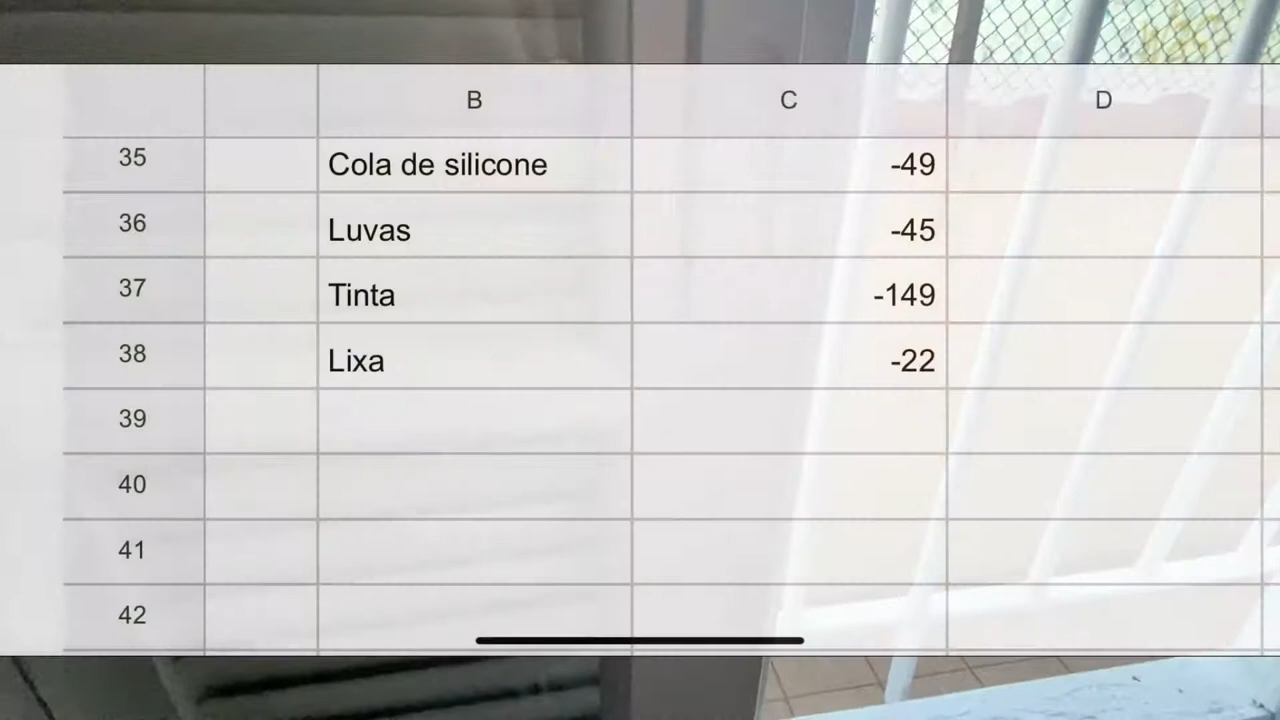 B C D
35 Cola de silicone -49
36 Luvas -45
37 Tinta -149
38 Lixa -22
39
40
41
42